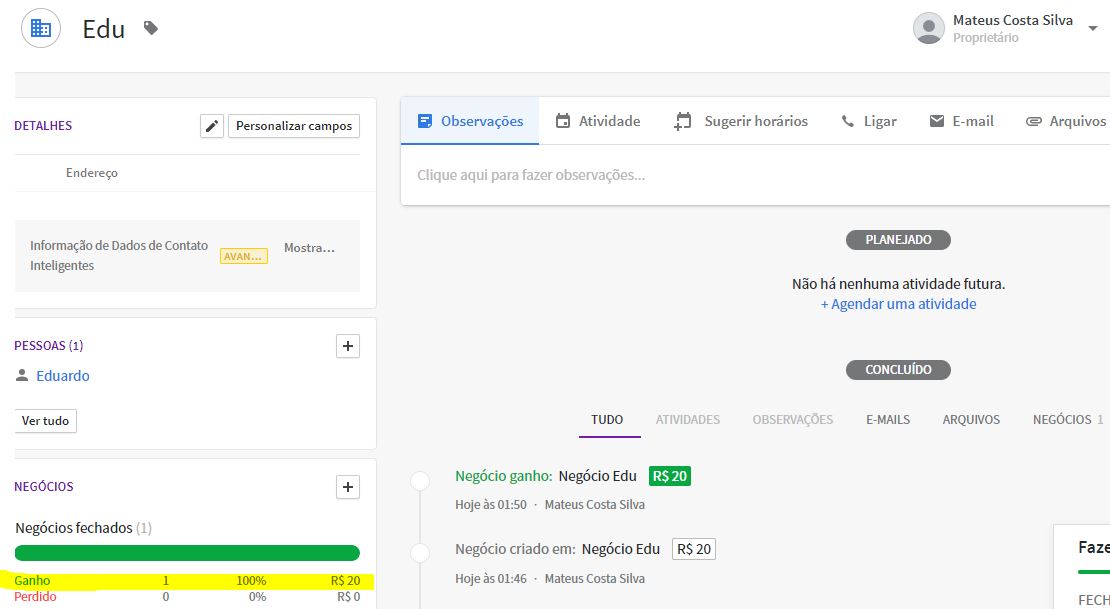 Edu
Mateus Costa Silva
Proprietário
DETALHES
Personalizar campos
Endereço
Informação de Dados de Contato
Inteligentes
AVAN...
Mostra...
PESSOAS (1)
Eduardo
Ver tudo
NEGÓCIOS
Negócios fechados (1)
Ganho 1 100% R$ 20
Perdido 0 0% R$ 0
Observações
Atividade
Sugerir horários
Ligar
E-mail
Arquivos
Clique aqui para fazer observações...
PLANEJADO
Não há nenhuma atividade futura.
+ Agendar uma atividade
CONCLUÍDO
TUDO
ATIVIDADES
OBSERVAÇÕES
E-MAILS
ARQUIVOS
NEGÓCIOS 1
Negócio ganho: Negócio Edu R$ 20
Hoje às 01:50 · Mateus Costa Silva
Negócio criado em: Negócio Edu R$ 20
Hoje às 01:46 · Mateus Costa Silva
Faze
FECH